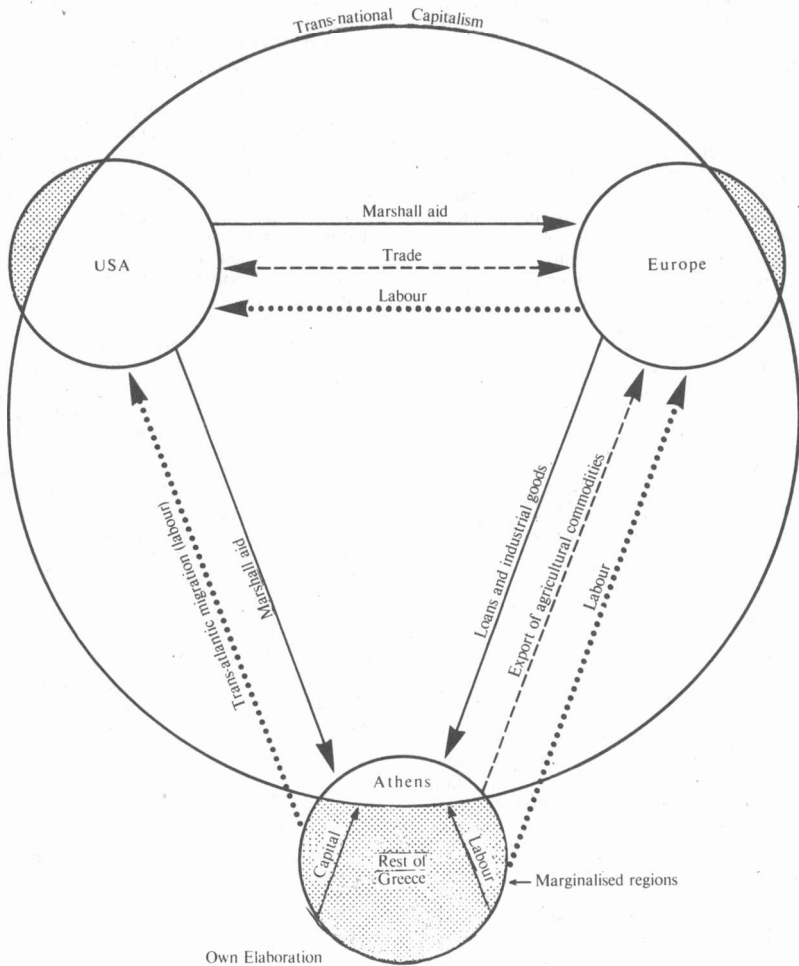 Trans-national Capitalism
Marshall aid
USA
Trade
Europe
Labour
Trans-atlantic migration (labour)
Marshall aid
Loans and industrial goods
Export of agricultural commodities
Labour
Athens
Capital
Rest of
Greece
Labour
Marginalised regions
Own Elaboration